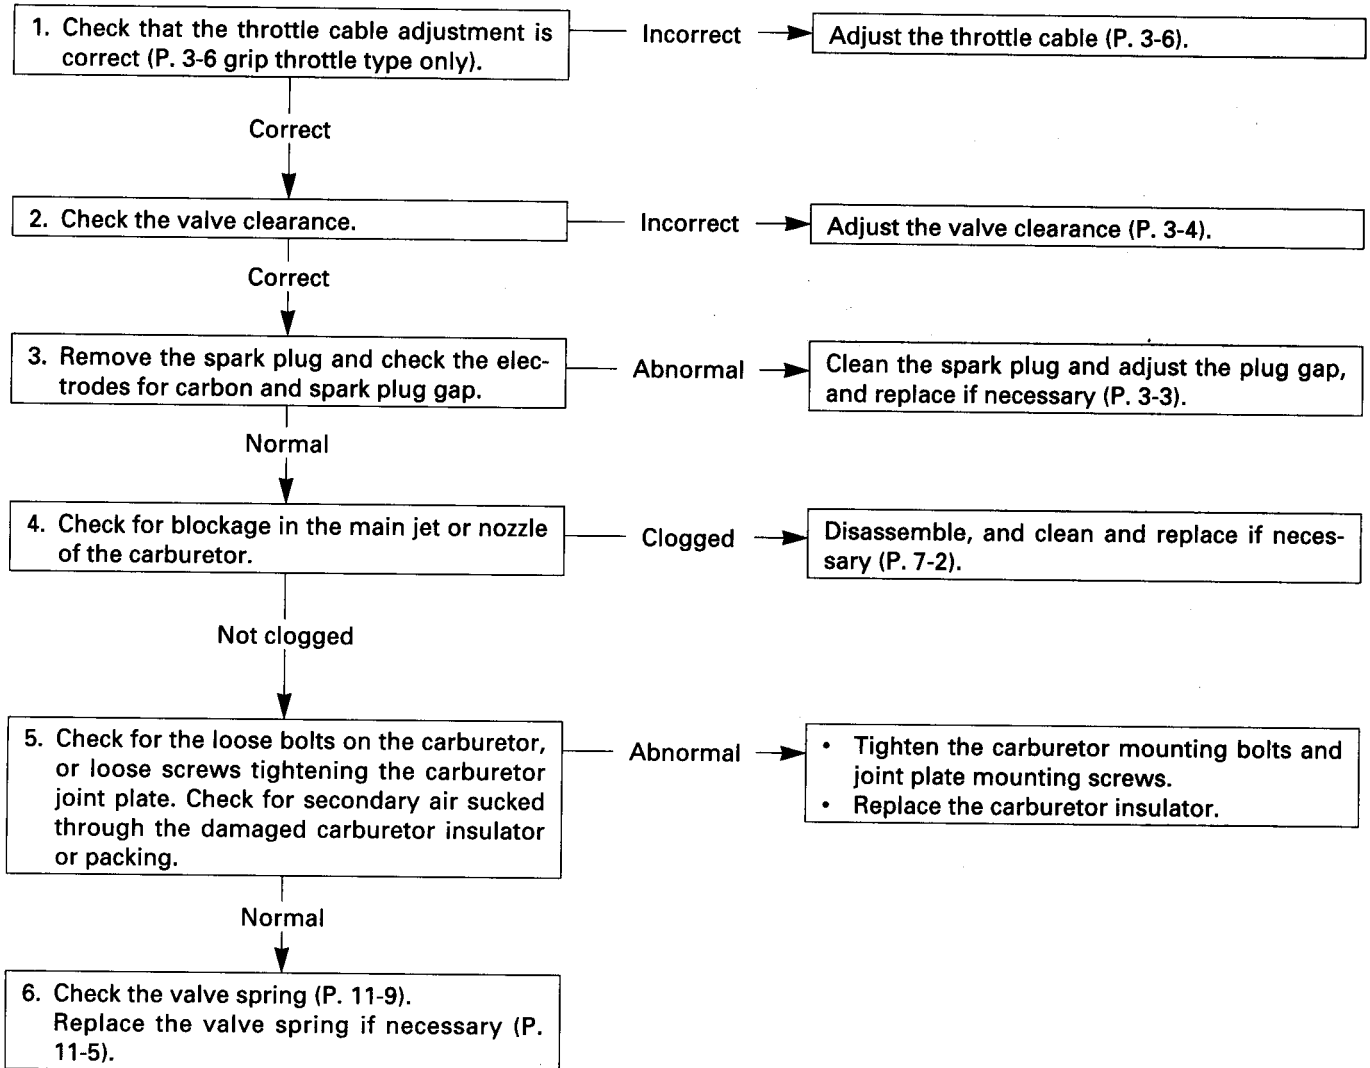 1. Check that the throttle cable adjustment is
correct (P. 3-6 grip throttle type only).
Incorrect
Adjust the throttle cable (P. 3-6).
Correct
2. Check the valve clearance.
Incorrect
Adjust the valve clearance (P. 3-4).
Correct
3. Remove the spark plug and check the elec-
trodes for carbon and spark plug gap.
Abnormal
Clean the spark plug and adjust the plug gap,
and replace if necessary (P. 3-3).
Normal
4. Check for blockage in the main jet or nozzle
of the carburetor.
Clogged
Disassemble, and clean and replace if neces-
sary (P. 7-2).
Not clogged
5. Check for the loose bolts on the carburetor,
or loose screws tightening the carburetor
joint plate. Check for secondary air sucked
through the damaged carburetor insulator
or packing.
Abnormal
• Tighten the carburetor mounting bolts and
joint plate mounting screws.
• Replace the carburetor insulator.
Normal
6. Check the valve spring (P. 11-9).
Replace the valve spring if necessary (P.
11-5).